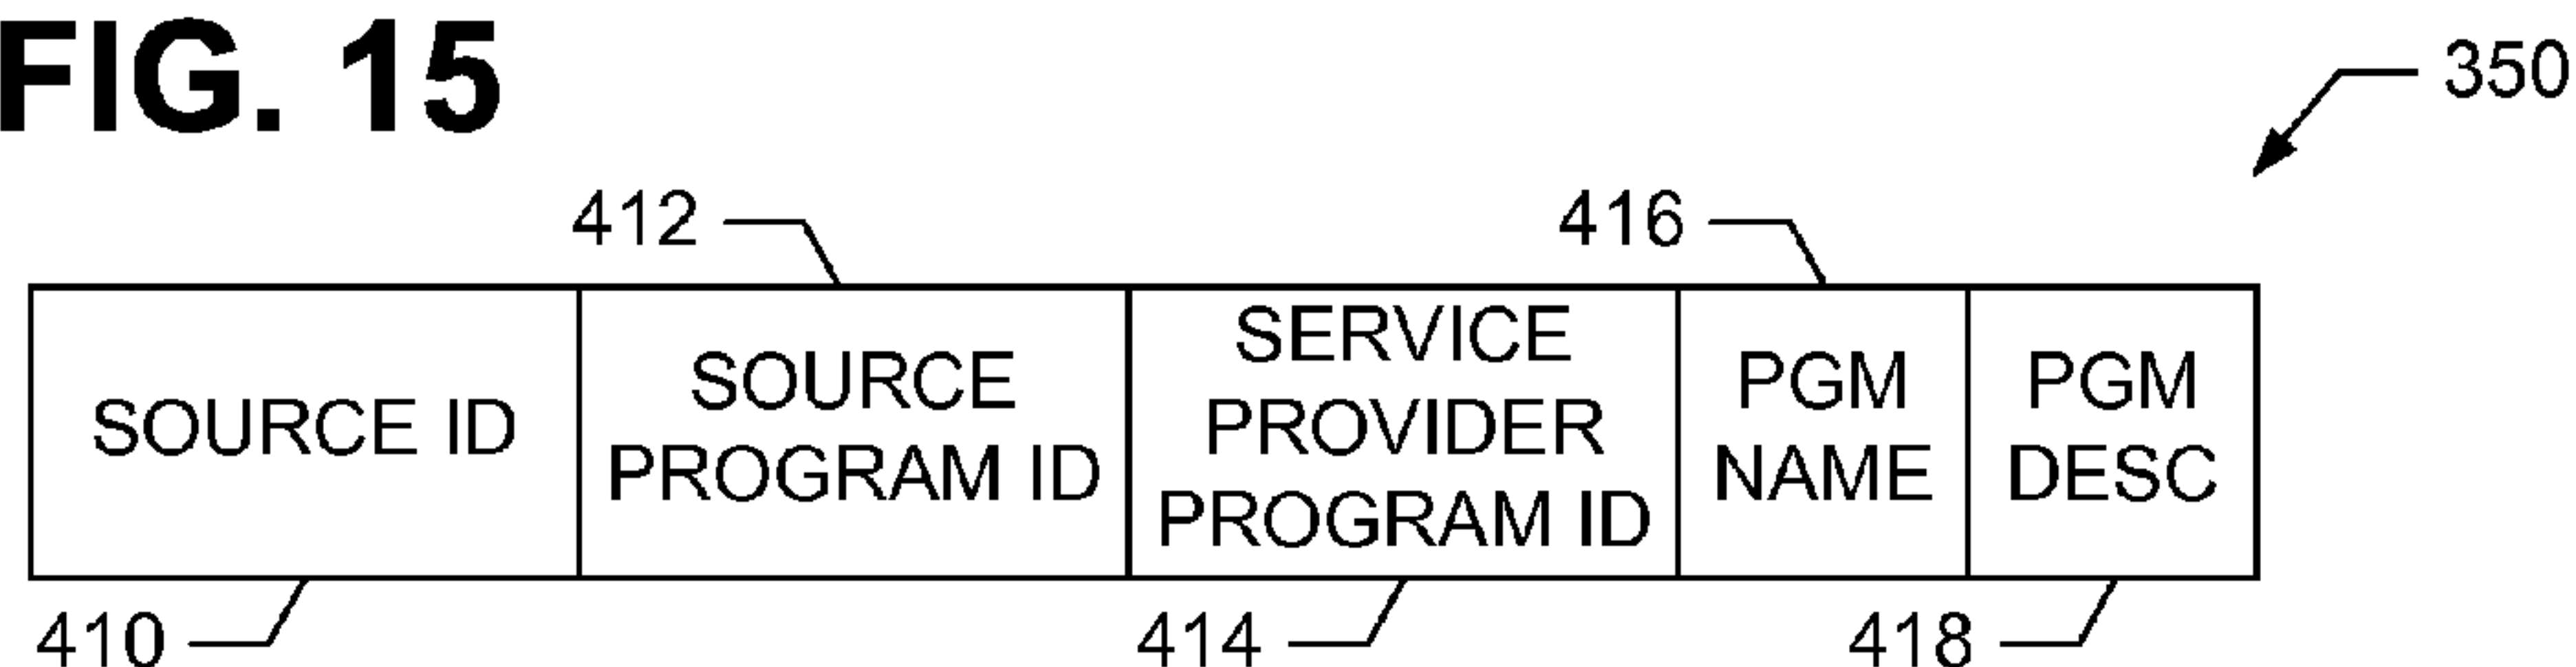 FIG. 15
350
412
416
SOURCE ID
SOURCE
PROGRAM ID
SERVICE
PROVIDER
PROGRAM ID
PGM
NAME
PGM
DESC
410
414
418